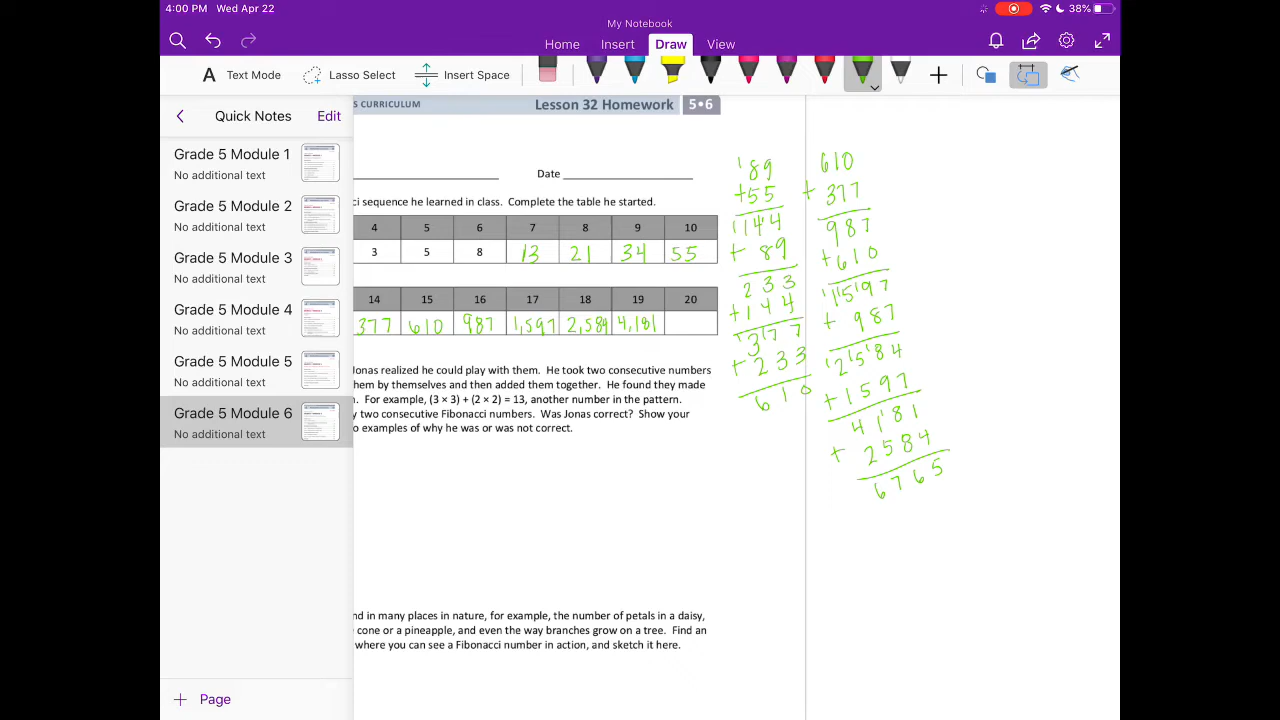 4:00 PM Wed Apr 22
38%
My Notebook
Home Insert Draw View
A Text Mode
Lasso Select
Insert Space
Quick Notes
Edit
Grade 5 Module 1
No additional text
Grade 5 Module 2
No additional text
Grade 5 Module 3
No additional text
Grade 5 Module 4
No additional text
Grade 5 Module 5
No additional text
Grade 5 Module 6
No additional text
Page
S CURRICULUM
Lesson 32 Homework 5•6
Date
ci sequence he learned in class. Complete the table he started.
4 5 6 7 8 9 10
3 5 8 13 21 34 55
14 15 16 17 18 19 20
377 610 1,597 2,584 4,181
Jonas found he could play with them. He took two consecutive numbers
hem by themselves and then added them together. He found they made
n. For example, (3 × 3) + (2 × 2) = 13, another number in the pattern.
y two consecutive Fibonacci numbers. Was Jonas correct? Show your
o examples of why he was or was not correct.
nd in many places in nature, for example, the number of petals in a daisy,
cone or a pineapple, and even the way branches grow on a tree. Find an
where you can see a Fibonacci number in action, and sketch it here.
1
89
+55
144
+ 89
233
+144
377
+233
610
610
+ 377
987
+610
1597
987
2584
+1597
4181
+ 2584
6765